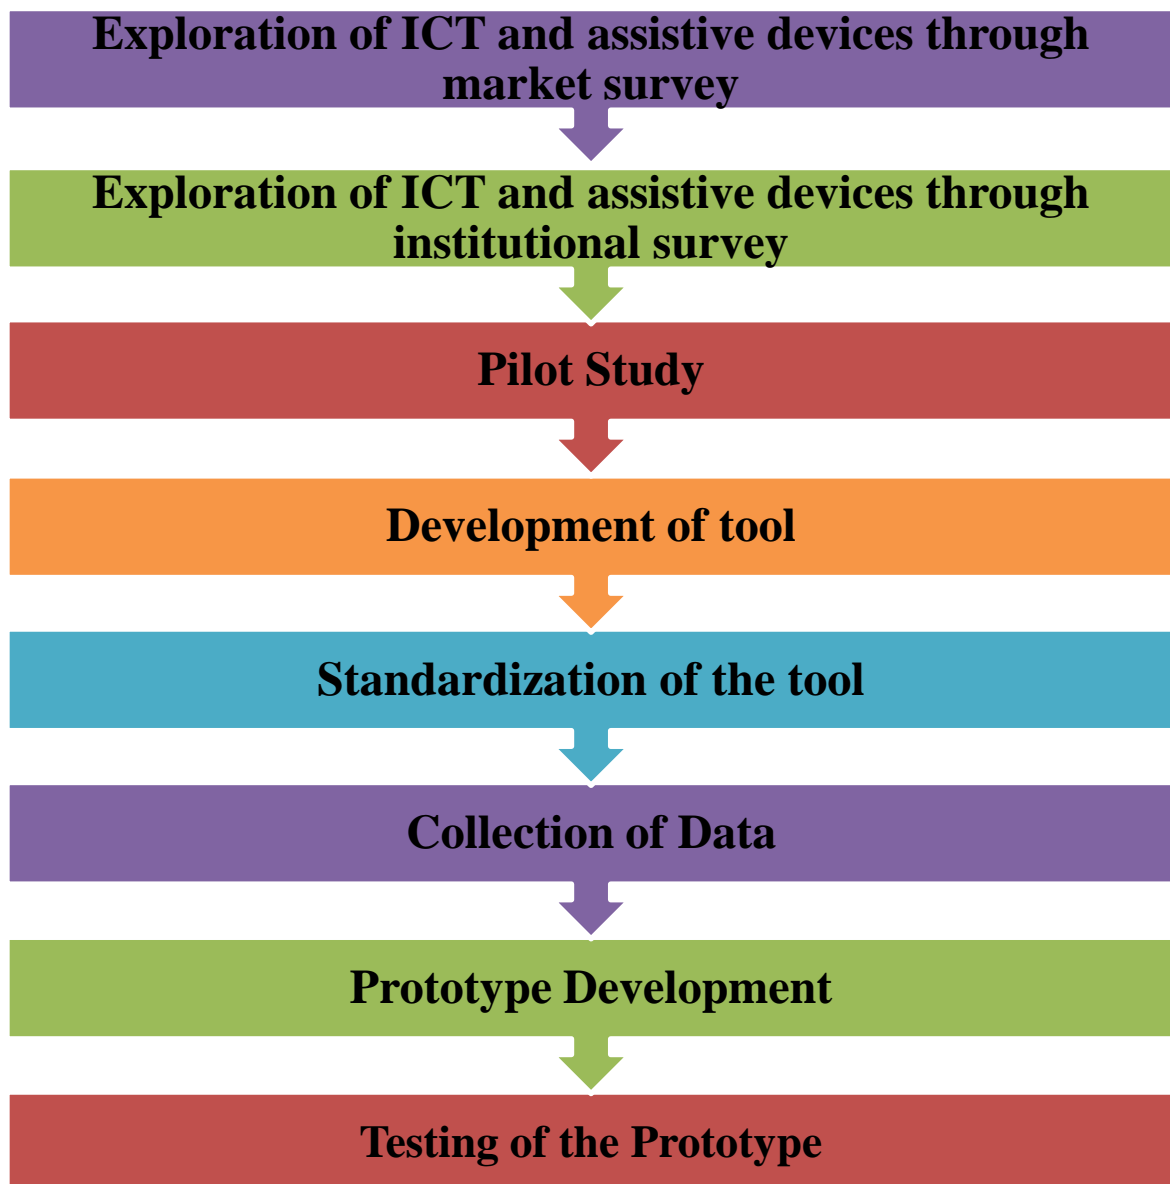 Exploration of ICT and assistive devices through
market survey
Exploration of ICT and assistive devices through
institutional survey
Pilot Study
Development of tool
Standardization of the tool
Collection of Data
Prototype Development
Testing of the Prototype